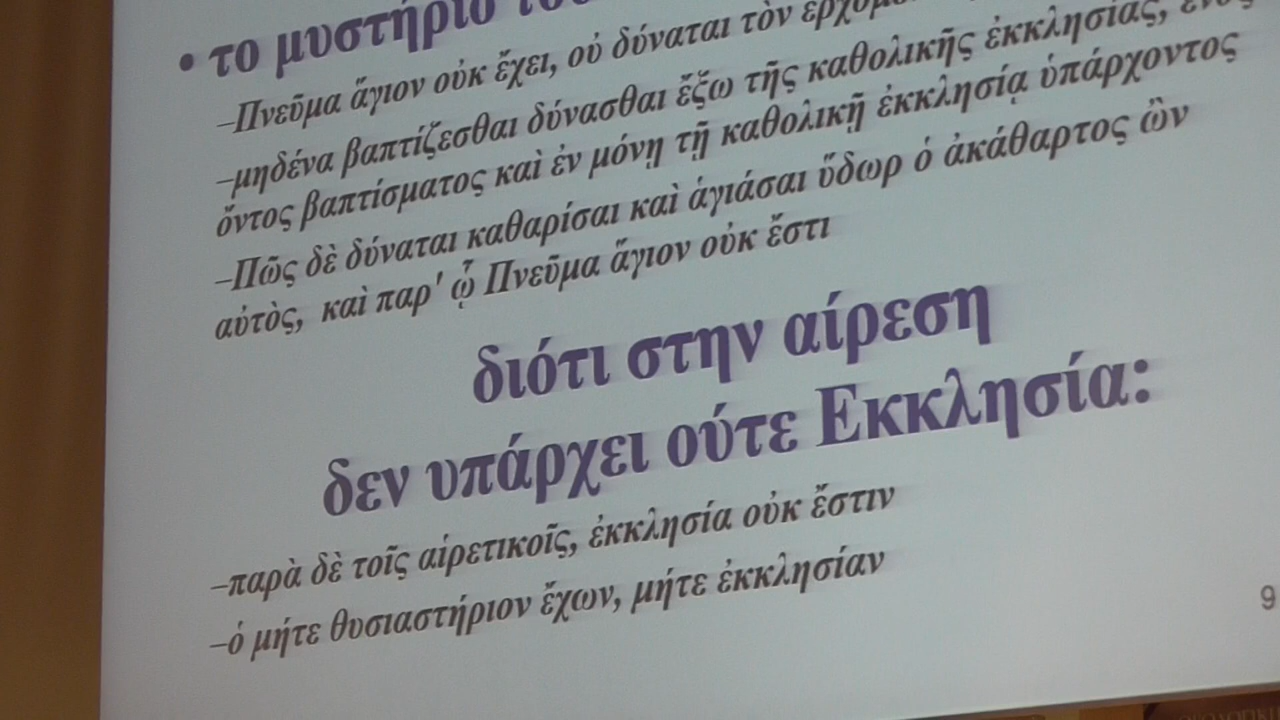 • το μυστήριο
–Πνεῦμα ἅγιον οὐκ ἔχει, οὐ δύναται τὸν
–μηδένα βαπτίζεσθαι δύνασθαι ἔξω τῆς καθολικῆς ἐκκλησίας, ἑνὸς
ὄντος βαπτίσματος καὶ ἐν μόνῃ τῇ καθολικῇ ἐκκλησίᾳ ὑπάρχοντος
–Πῶς δὲ δύναται καθαρίσαι καὶ ἁγιάσαι ὕδωρ ὁ ἀκάθαρτος ὢν
αὐτὸς, καὶ παρ' ᾧ Πνεῦμα ἅγιον οὐκ ἔστι
διότι στην αίρεση
δεν υπάρχει ούτε Εκκλησία:
–παρὰ δὲ τοῖς αἱρετικοῖς, ἐκκλησία οὐκ ἔστιν
–ὁ μήτε θυσιαστήριον ἔχων, μήτε ἐκκλησίαν
9